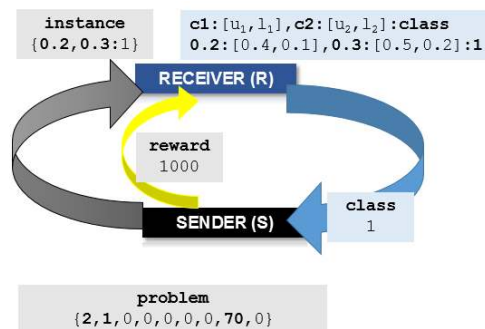 instance
{0.2,0.3:1}
c1:[u₁,l₁],c2:[u₂,l₂]:class
0.2:[0.4,0.1],0.3:[0.5,0.2]:1
RECEIVER (R)
reward
1000
class
1
SENDER (S)
problem
{2,1,0,0,0,0,0,70,0}